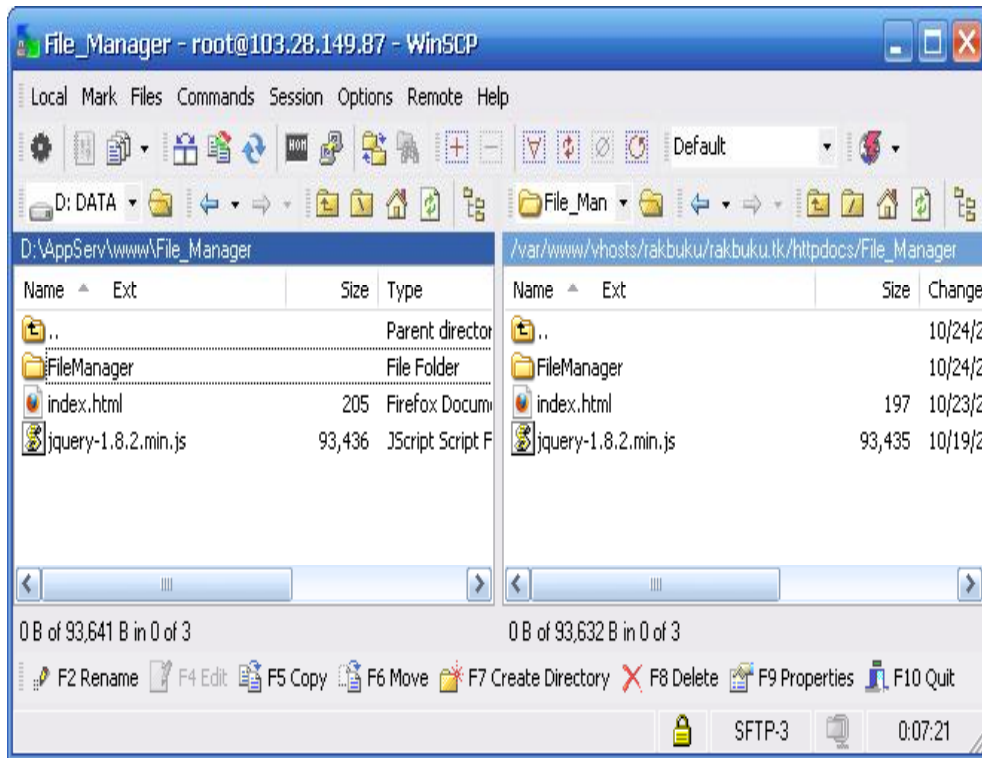 File_Manager - root@103.28.149.87 - WinSCP
Local Mark Files Commands Session Options Remote Help
Default
D: DATA File_Man
D:\AppServ\www\File_Manager /var/www/vhosts/rakbuku/rakbuku.tk/httpdocs/File_Manager
Name Ext Size Type Name Ext Size Change
.. Parent director .. 10/24/2
FileManager File Folder FileManager 10/24/2
index.html 205 Firefox Docum index.html 197 10/23/2
jquery-1.8.2.min.js 93,436 JScript Script F jquery-1.8.2.min.js 93,435 10/19/2
0 B of 93,641 B in 0 of 3 0 B of 93,632 B in 0 of 3
F2 Rename F4 Edit F5 Copy F6 Move F7 Create Directory F8 Delete F9 Properties F10 Quit
SFTP-3 0:07:21